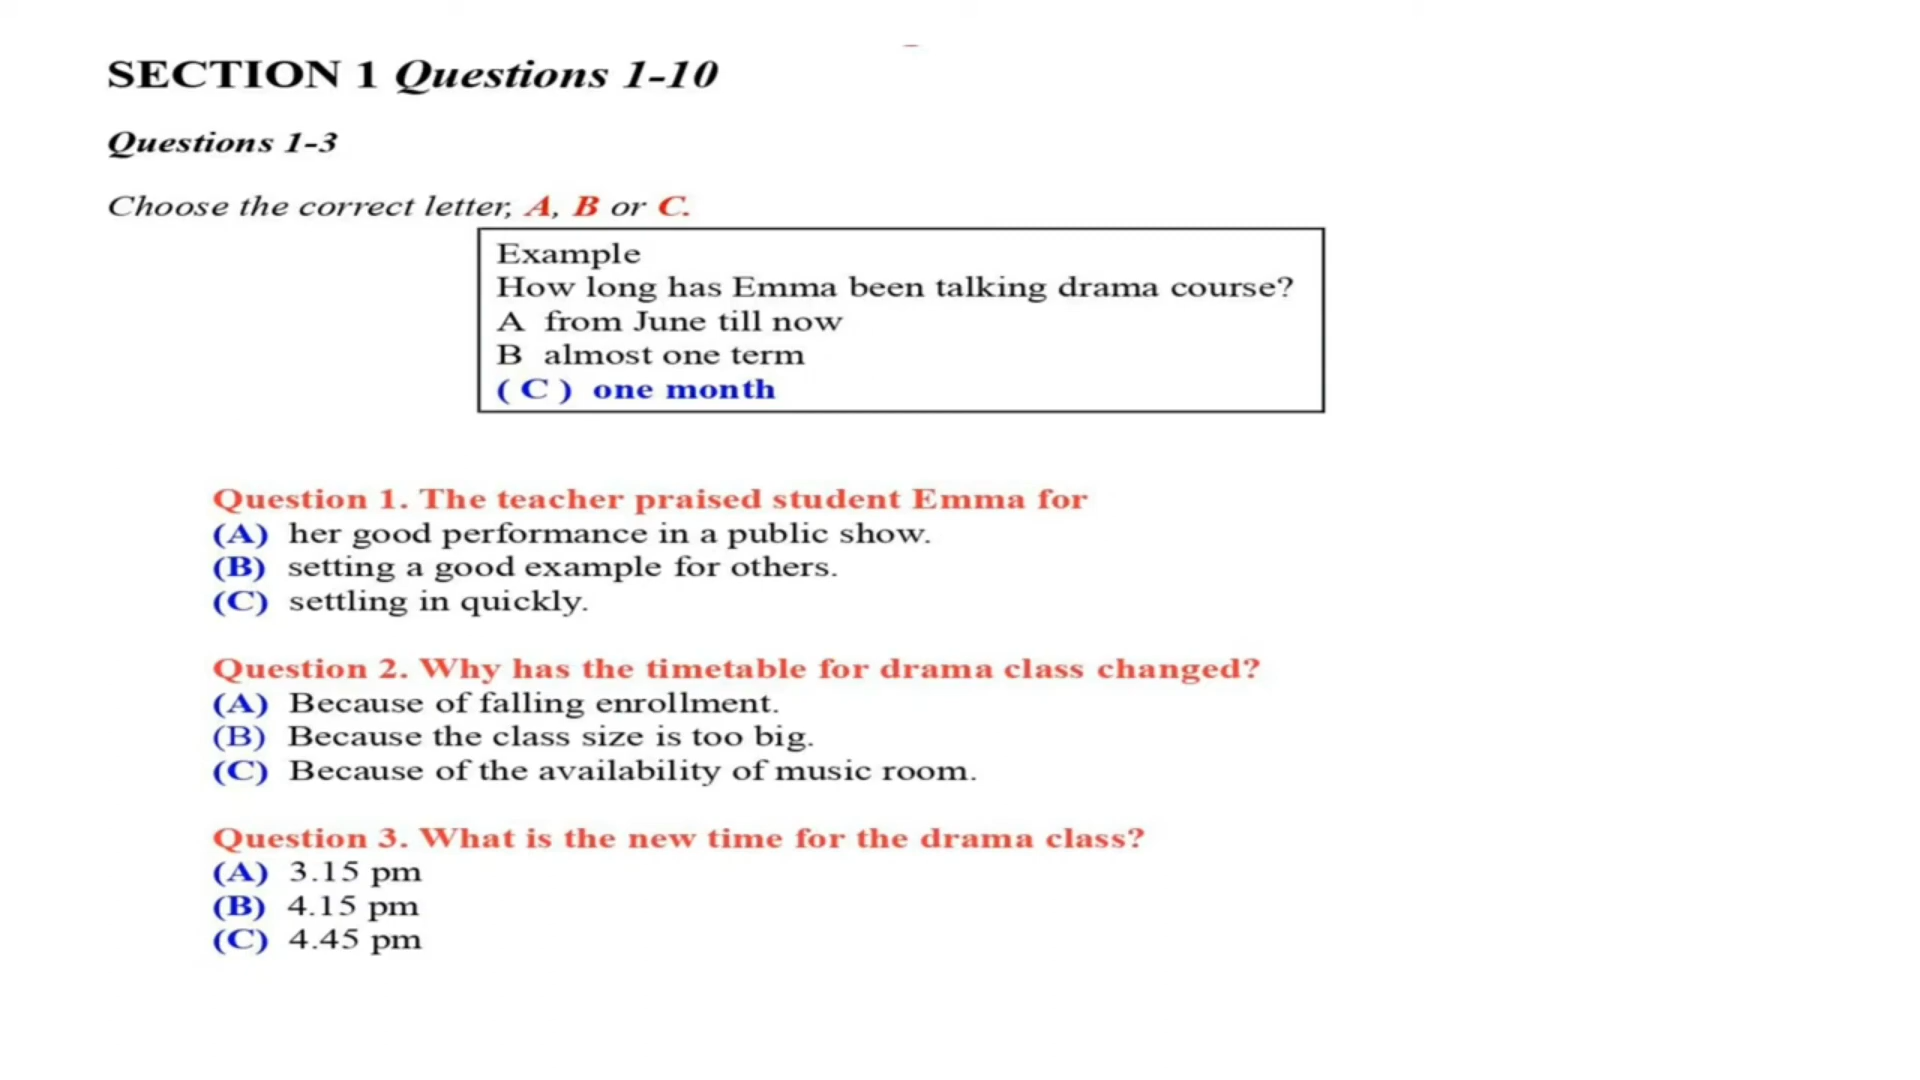 SECTION 1 Questions 1-10
Questions 1-3
Choose the correct letter, A, B or C.
Example
How long has Emma been talking drama course?
A from June till now
B almost one term
( C ) one month
Question 1. The teacher praised student Emma for
(A) her good performance in a public show.
(B) setting a good example for others.
(C) settling in quickly.
Question 2. Why has the timetable for drama class changed?
(A) Because of falling enrollment.
(B) Because the class size is too big.
(C) Because of the availability of music room.
Question 3. What is the new time for the drama class?
(A) 3.15 pm
(B) 4.15 pm
(C) 4.45 pm